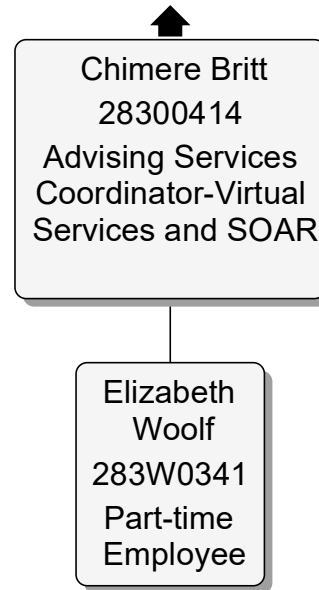 Chimere Britt
28300414
Advising Services
Coordinator-Virtual
Services and SOAR
Elizabeth
Woolf
283W0341
Part-time
Employee